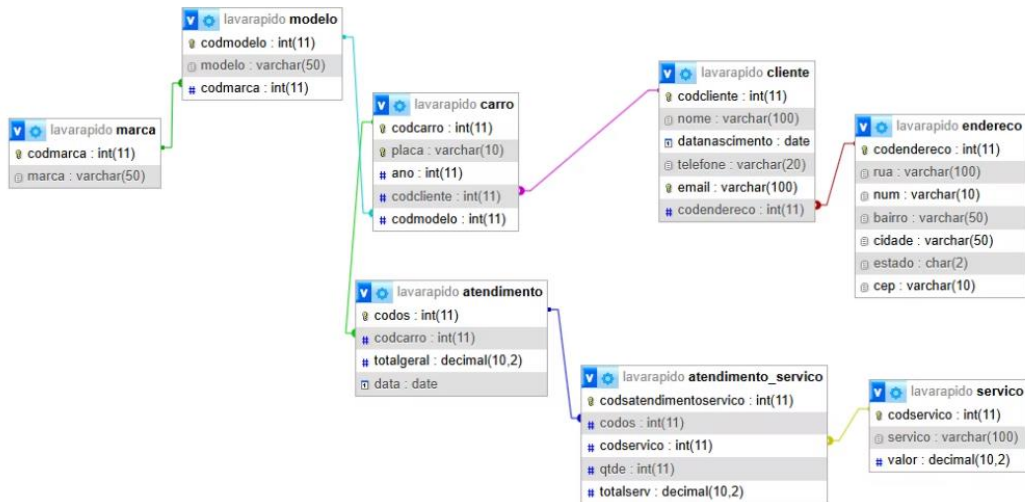 lavarapido modelo
codmodelo : int(11)
modelo : varchar(50)
codmarca : int(11)
lavarapido marca
codmarca : int(11)
marca : varchar(50)
lavarapido carro
codcarro : int(11)
placa : varchar(10)
ano : int(11)
codcliente : int(11)
codmodelo : int(11)
lavarapido cliente
codcliente : int(11)
nome : varchar(100)
datanascimento : date
telefone : varchar(20)
email : varchar(100)
codendereco : int(11)
lavarapido endereco
codendereco : int(11)
rua : varchar(100)
num : varchar(10)
bairro : varchar(50)
cidade : varchar(50)
estado : char(2)
cep : varchar(10)
lavarapido atendimento
codos : int(11)
codcarro : int(11)
totalgeral : decimal(10,2)
data : date
lavarapido atendimento_servico
codsatendimentoservico : int(11)
codos : int(11)
codservico : int(11)
qtde : int(11)
totalserv : decimal(10,2)
lavarapido servico
codservico : int(11)
servico : varchar(100)
valor : decimal(10,2)